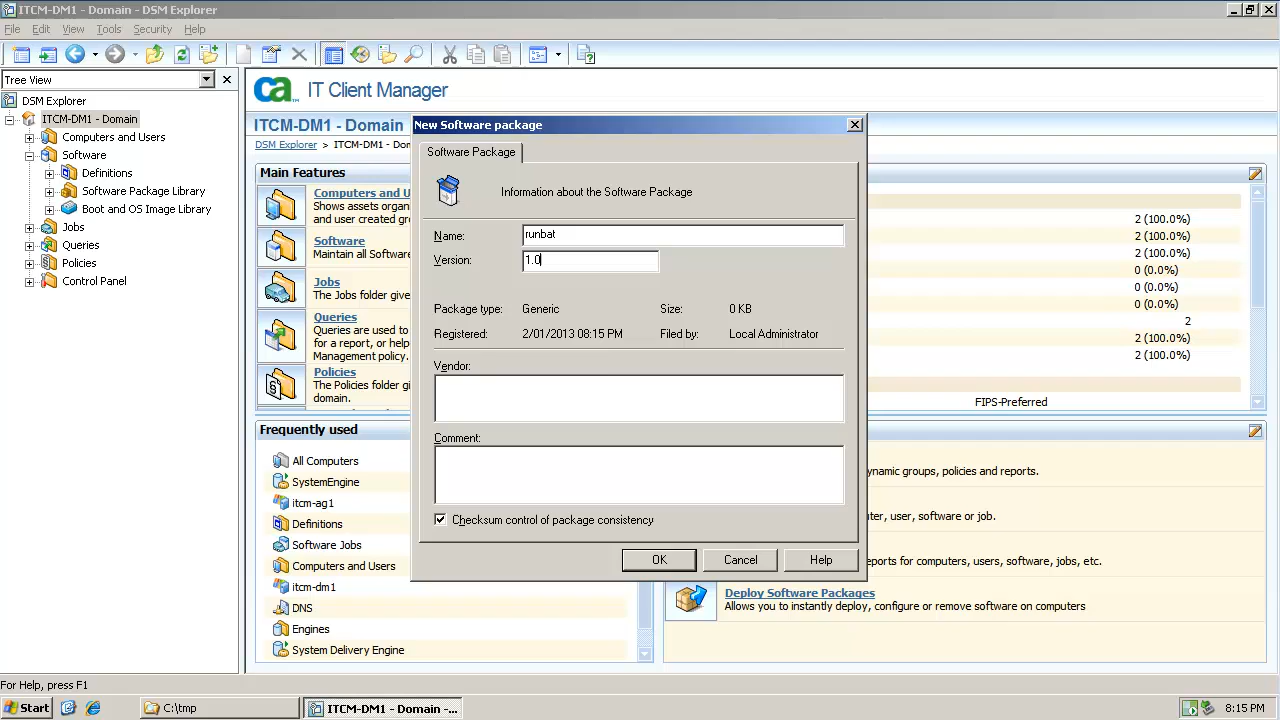 ITCM-DM1 - Domain - DSM Explorer
File Edit View Tools Security Help
Tree View
DSM Explorer
ITCM-DM1 - Domain
Computers and Users
Software
Definitions
Software Package Library
Boot and OS Image Library
Jobs
Queries
Policies
Control Panel
ca IT Client Manager
ITCM-DM1 - Domain
DSM Explorer > ITCM-DM1 - Don
Main Features
Computers and U
Shows assets organ
and user created gr
Software
Maintain all Software
Jobs
The Jobs folder give
Queries
Queries are used to
for a report, or help
Management policy.
Policies
The Policies folder gi
domain.
2 (100.0%)
2 (100.0%)
2 (100.0%)
0 (0.0%)
0 (0.0%)
0 (0.0%)
2
2 (100.0%)
2 (100.0%)
FIPS-Preferred
Frequently used
All Computers
SystemEngine
itcm-ag1
Definitions
Software Jobs
Computers and Users
itcm-dm1
DNS
Engines
System Delivery Engine
ynamic groups, policies and reports.
ter, user, software or job.
eports for computers, users, software, jobs, etc.
Deploy Software Packages
Allows you to instantly deploy, configure or remove software on computers
New Software package
Software Package
Information about the Software Package
Name: runbat
Version: 1.0
Package type: Generic Size: 0 KB
Registered: 2/01/2013 08:15 PM Filed by: Local Administrator
Vendor:
Comment:
Checksum control of package consistency
OK Cancel Help
For Help, press F1
Start C:\tmp ITCM-DM1 - Domain -... 8:15 PM